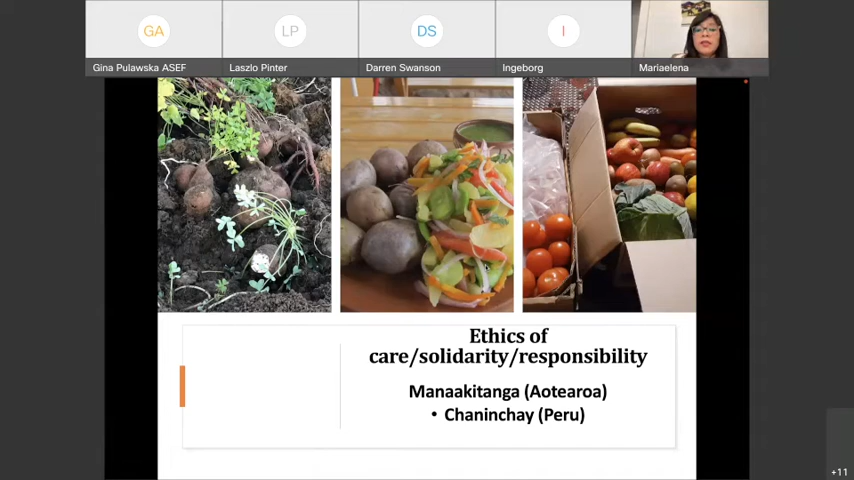 GA
LP
DS
I
Gina Pulawska ASEF
Laszlo Pinter
Darren Swanson
Ingeborg
Mariaelena
Ethics of
care/solidarity/responsibility
Manaakitanga (Aotearoa)
• Chaninchay (Peru)
+11